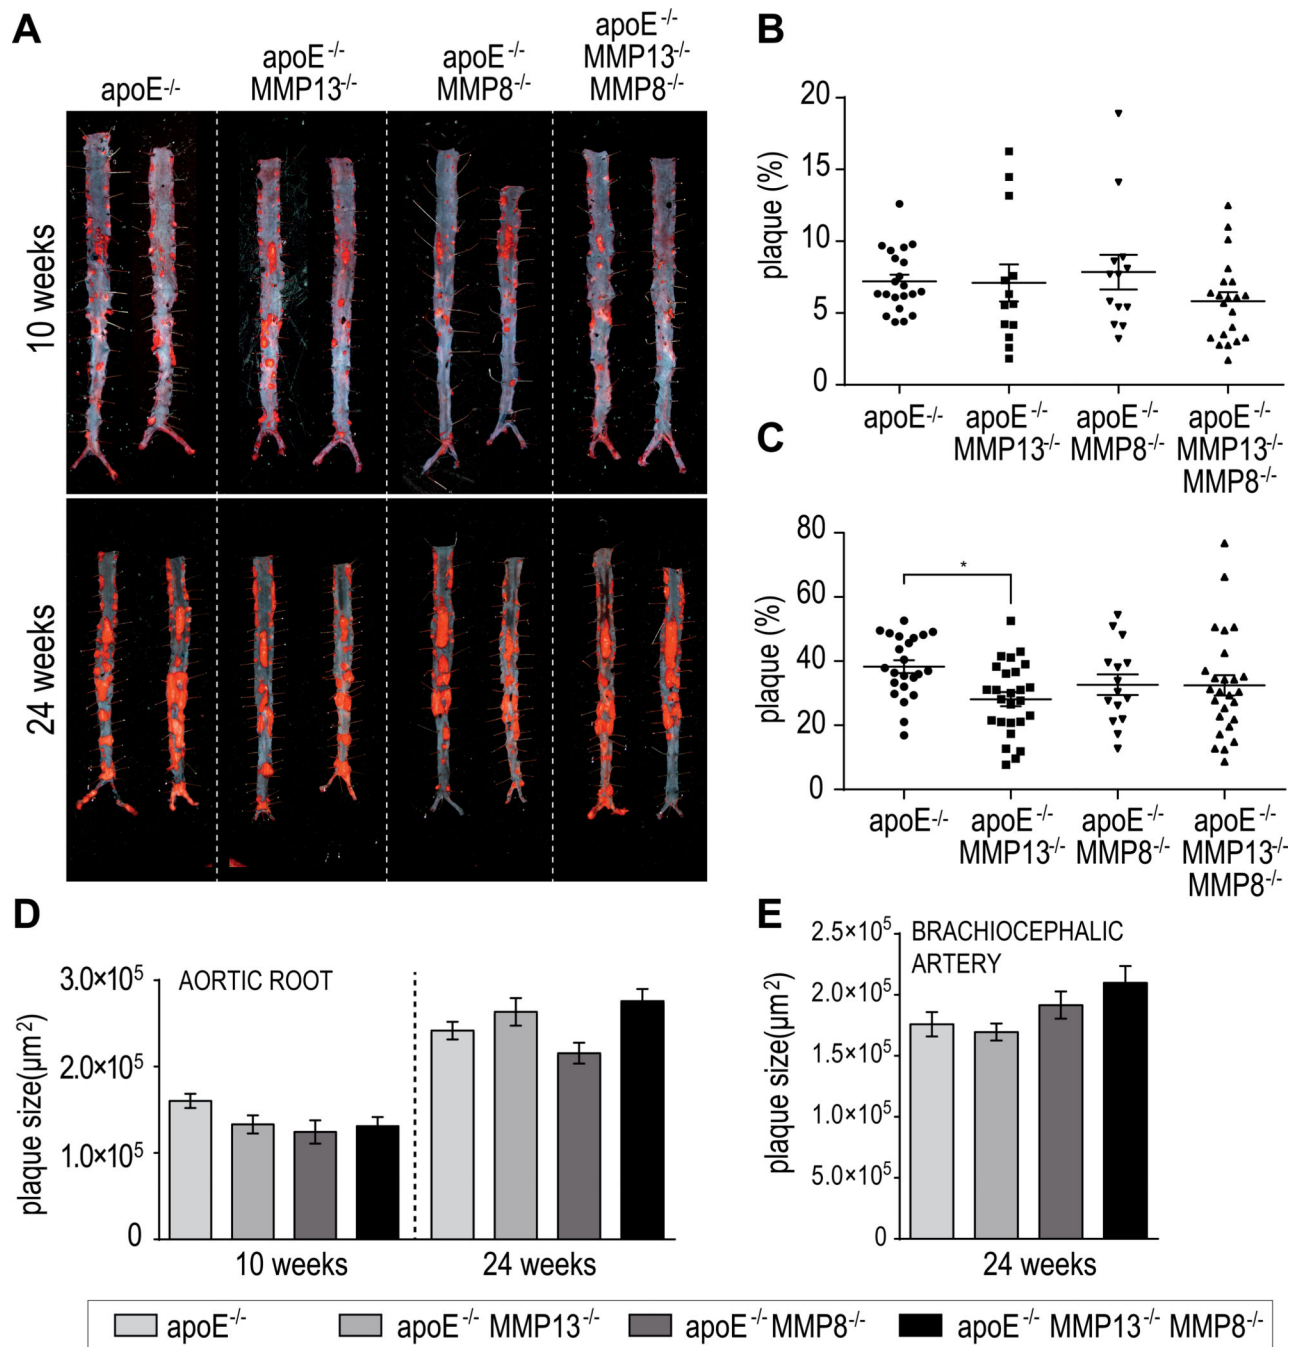 A
apoE-/-
apoE-/-
MMP13-/-
apoE-/-
MMP8-/-
apoE-/-
MMP13-/-
MMP8-/-
10 weeks
24 weeks
B
plaque (%)
20
15
10
5
0
apoE-/-
apoE-/-
MMP13-/-
apoE-/-
MMP8-/-
apoE-/-
MMP13-/-
MMP8-/-
C
plaque (%)
80
60
40
20
0
*
apoE-/-
apoE-/-
MMP13-/-
apoE-/-
MMP8-/-
apoE-/-
MMP13-/-
MMP8-/-
D
AORTIC ROOT
plaque size(µm²)
3.0×10⁵
2.0×10⁵
1.0×10⁵
0
10 weeks
24 weeks
E
BRACHIOCEPHALIC
ARTERY
plaque size(µm²)
2.5×10⁵
2.0×10⁵
1.5×10⁵
1.0×10⁵
5.0×10⁵
0
24 weeks
apoE-/-
apoE-/- MMP13-/-
apoE-/- MMP8-/-
apoE-/- MMP13-/- MMP8-/-